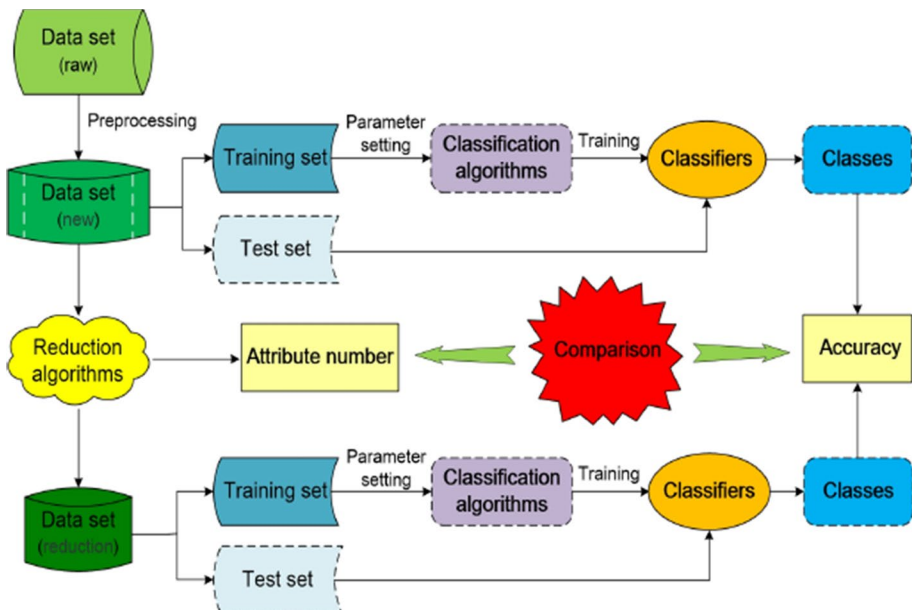 Data set
(raw)
Preprocessing
Data set
(new)
Training set
Parameter
setting
Classification
algorithms
Training
Classifiers
Classes
Test set
Reduction
algorithms
Attribute number
Comparison
Accuracy
Data set
(reduction)
Training set
Parameter
setting
Classification
algorithms
Training
Classifiers
Classes
Test set